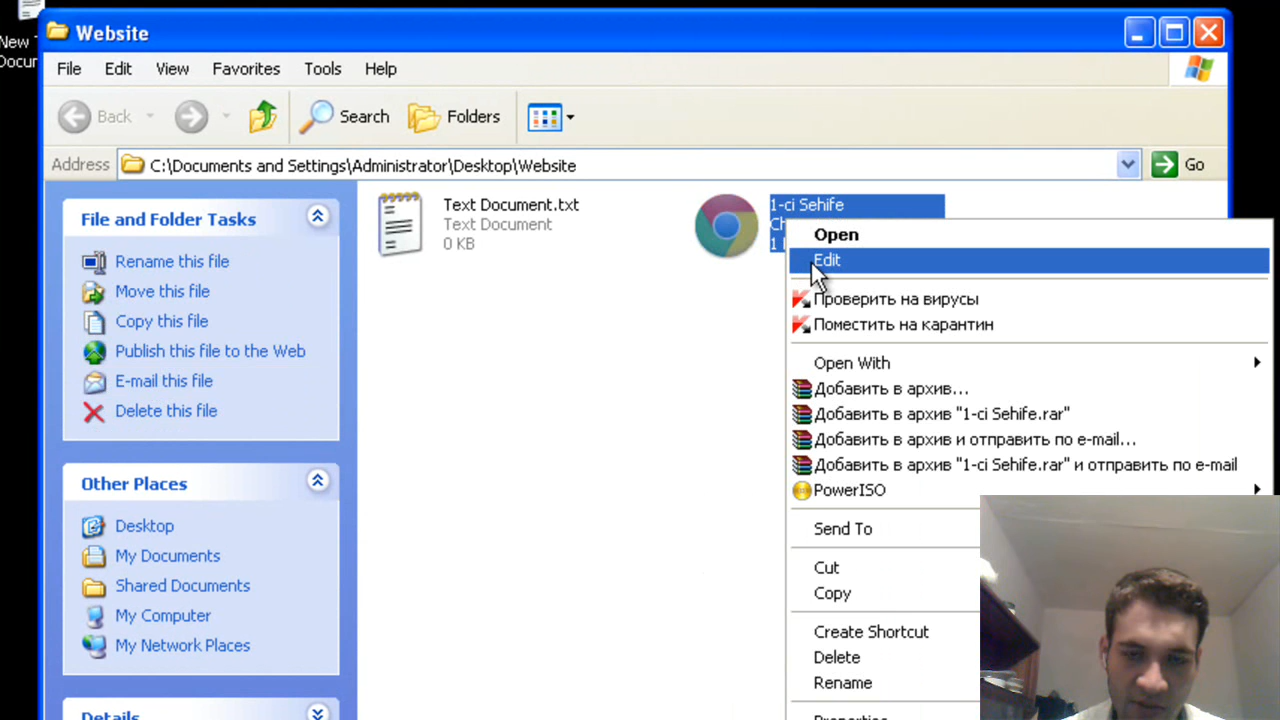 New
Docur
Website
File Edit View Favorites Tools Help
Back Search Folders
Address C:\Documents and Settings\Administrator\Desktop\Website Go
File and Folder Tasks
Rename this file
Move this file
Copy this file
Publish this file to the Web
E-mail this file
Delete this file
Other Places
Desktop
My Documents
Shared Documents
My Computer
My Network Places
Details
Text Document.txt
Text Document
0 KB
1-ci Sehife
Ch
1
Open
Edit
Проверить на вирусы
Поместить на карантин
Open With
Добавить в архив...
Добавить в архив "1-ci Sehife.rar"
Добавить в архив и отправить по e-mail...
Добавить в архив "1-ci Sehife.rar" и отправить по e-mail
PowerISO
Send To
Cut
Copy
Create Shortcut
Delete
Rename
Properties